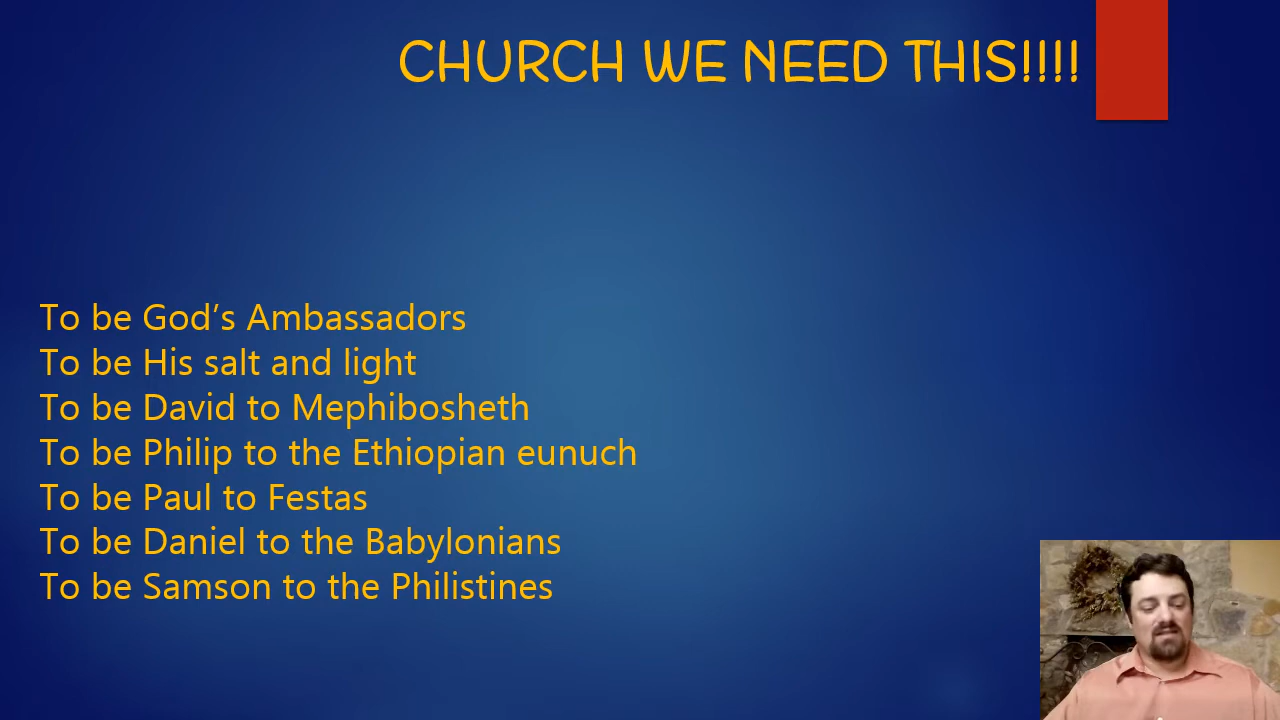 CHURCH WE NEED THIS!!!!
To be God’s Ambassadors
To be His salt and light
To be David to Mephibosheth
To be Philip to the Ethiopian eunuch
To be Paul to Festas
To be Daniel to the Babylonians
To be Samson to the Philistines